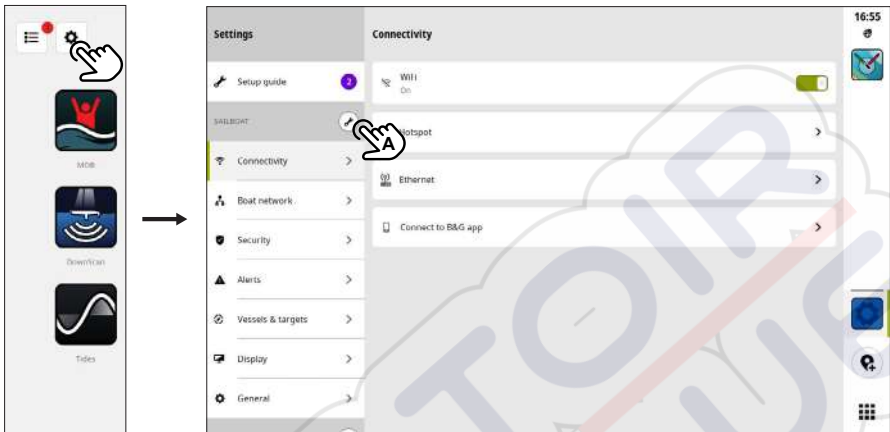 MOB
DownScan
Tides
Settings
Setup guide
2
SAILBOAT
A
Connectivity
Boat network
Security
Alerts
Vessels & targets
Display
General
Connectivity
Wifi
On
Hotspot
Ethernet
Connect to B&G app
16:55
TOIR